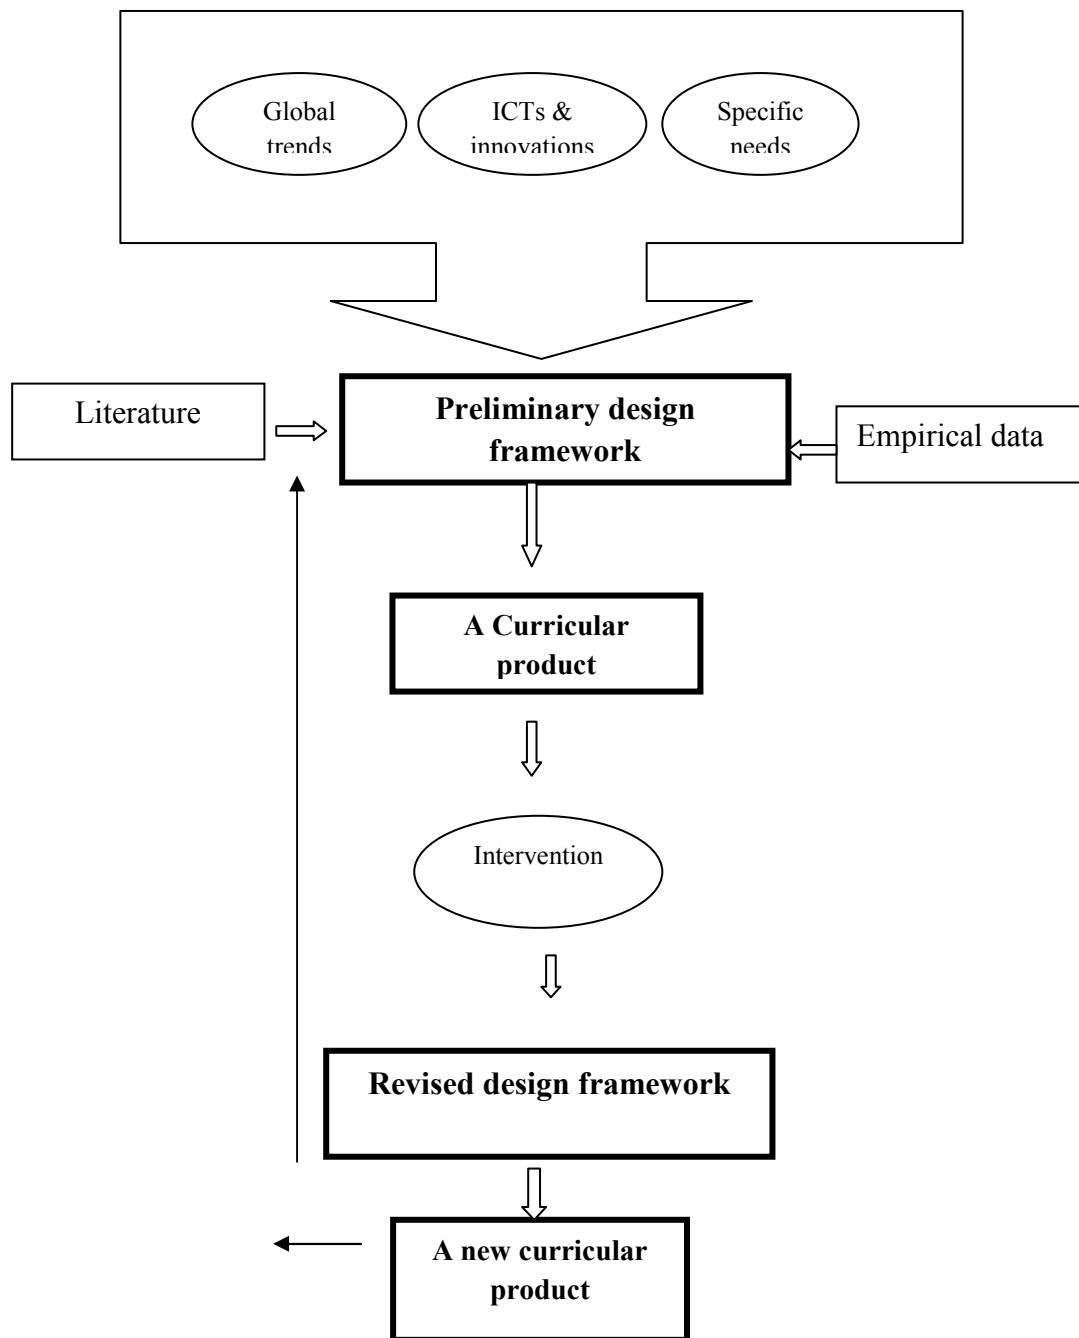 Global
trends
ICTs &
innovations
Specific
needs
Literature
Preliminary design
framework
Empirical data
A Curricular
product
Intervention
Revised design framework
A new curricular
product